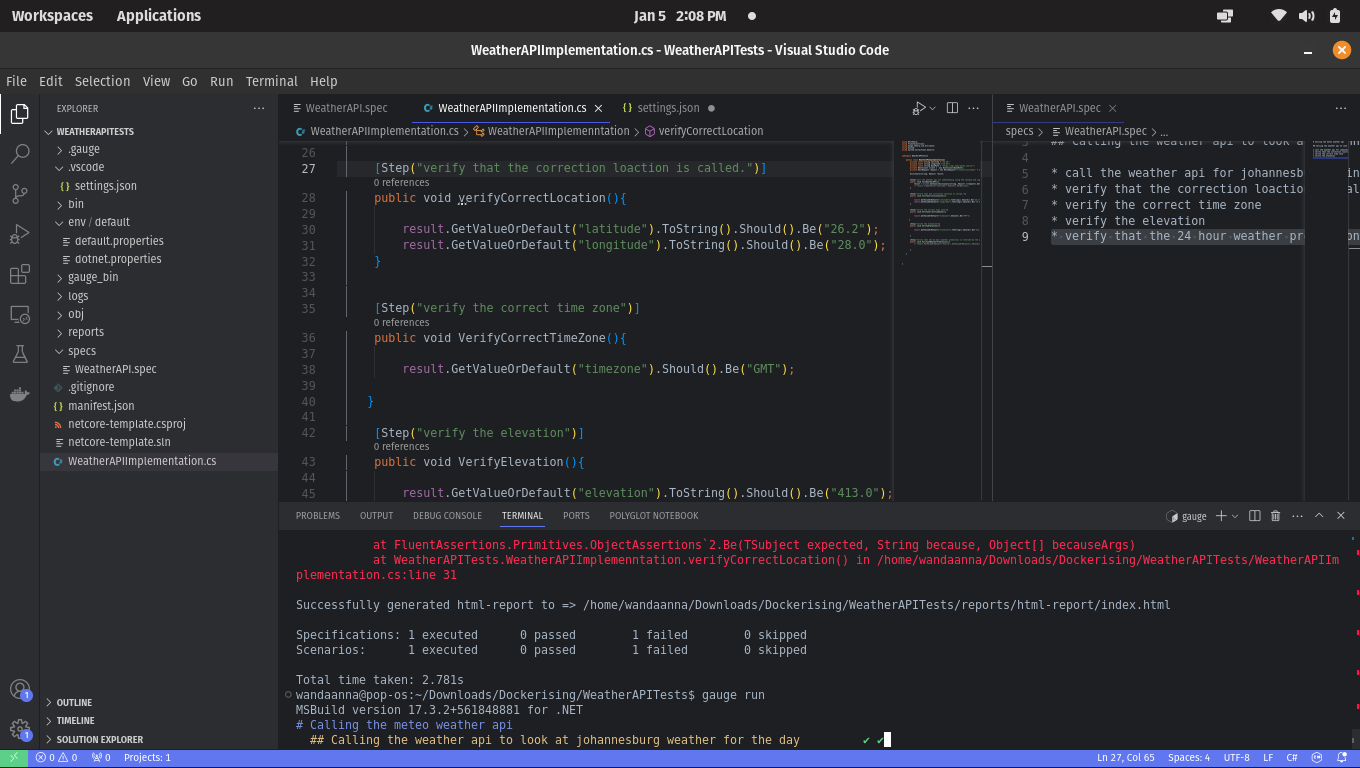 Workspaces Applications Jan 5 2:08 PM
WeatherAPIImplementation.cs - WeatherAPITests - Visual Studio Code
File Edit Selection View Go Run Terminal Help
EXPLORER
WEATHERAPITESTS
.gauge
.vscode
settings.json
bin
env / default
default.properties
dotnet.properties
gauge_bin
logs
obj
reports
specs
WeatherAPI.spec
.gitignore
manifest.json
netcore-template.csproj
netcore-template.sln
WeatherAPIImplementation.cs
OUTLINE
TIMELINE
SOLUTION EXPLORER
1
1
WeatherAPI.spec WeatherAPIImplementation.cs settings.json
WeatherAPIImplementation.cs > WeatherAPIImplemenntation > verifyCorrectLocation
26
27 [Step("verify that the correction loaction is called.")]
0 references
28 public void verifyCorrectLocation(){
29
30 result.GetValueOrDefault("latitude").ToString().Should().Be("26.2");
31 result.GetValueOrDefault("longitude").ToString().Should().Be("28.0");
32 }
33
34
35 [Step("verify the correct time zone")]
0 references
36 public void VerifyCorrectTimeZone(){
37
38 result.GetValueOrDefault("timezone").Should().Be("GMT");
39
40 }
41
42 [Step("verify the elevation")]
0 references
43 public void VerifyElevation(){
44
45 result.GetValueOrDefault("elevation").ToString().Should().Be("413.0");
WeatherAPI.spec
specs > WeatherAPI.spec > ...
3 ## Calling the weather api to look a
4
5 * call the weather api for johannesb
6 * verify that the correction loactio
7 * verify the correct time zone
8 * verify the elevation
9 * verify that the 24 hour weather pr
PROBLEMS OUTPUT DEBUG CONSOLE TERMINAL PORTS POLYGLOT NOTEBOOK gauge
at FluentAssertions.Primitives.ObjectAssertions`2.Be(TSubject expected, String because, Object[] becauseArgs)
at WeatherAPITests.WeatherAPIImplemenntation.verifyCorrectLocation() in /home/wandaanna/Downloads/Dockerising/WeatherAPITests/WeatherAPIIm
plementation.cs:line 31
Successfully generated html-report to => /home/wandaanna/Downloads/Dockerising/WeatherAPITests/reports/html-report/index.html
Specifications: 1 executed 0 passed 1 failed 0 skipped
Scenarios: 1 executed 0 passed 1 failed 0 skipped
Total time taken: 2.781s
wandaanna@pop-os:~/Downloads/Dockerising/WeatherAPITests$ gauge run
MSBuild version 17.3.2+561848881 for .NET
# Calling the meteo weather api
## Calling the weather api to look at johannesburg weather for the day ✔ ✔
0 0 0 Projects: 1 Ln 27, Col 65 Spaces: 4 UTF-8 LF C#